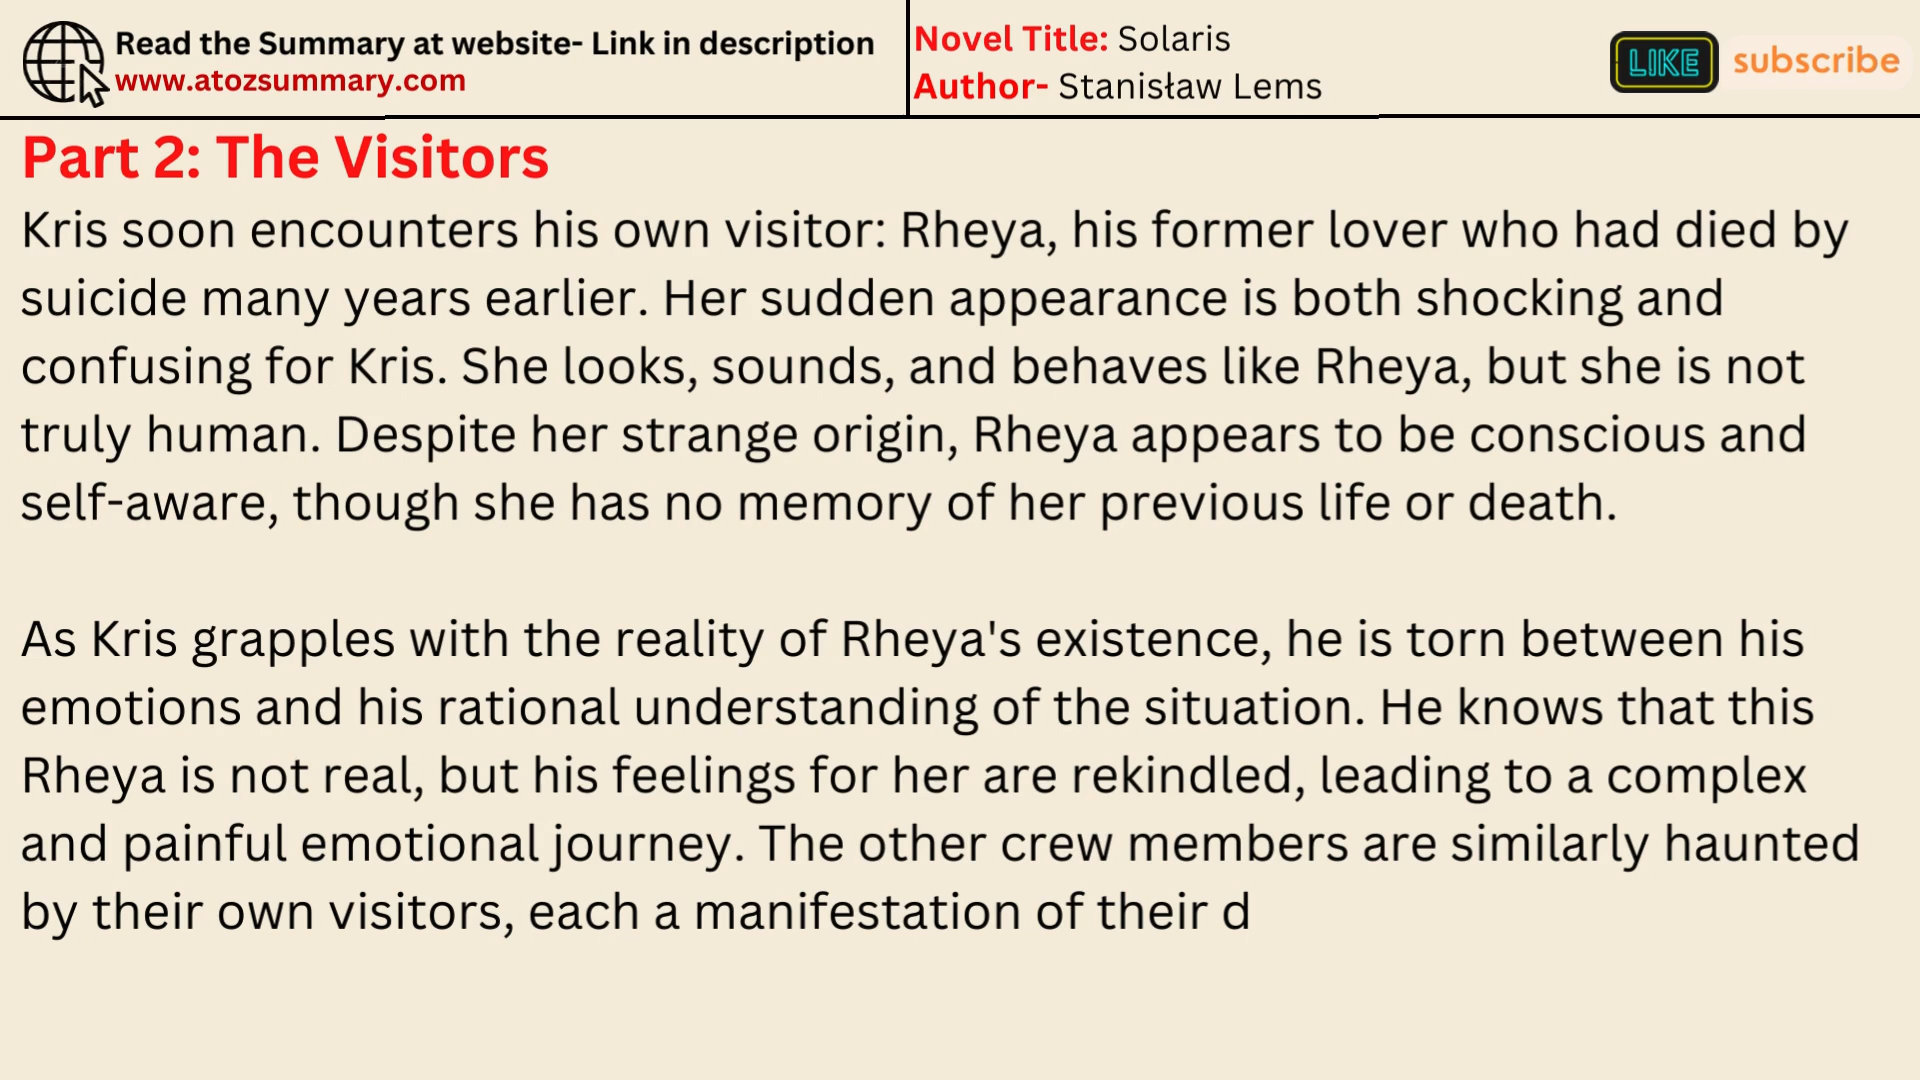 Read the Summary at website- Link in description
www.atozsummary.com
Novel Title: Solaris
Author- Stanisław Lems
LIKE
subscribe
Part 2: The Visitors
Kris soon encounters his own visitor: Rheya, his former lover who had died by
suicide many years earlier. Her sudden appearance is both shocking and
confusing for Kris. She looks, sounds, and behaves like Rheya, but she is not
truly human. Despite her strange origin, Rheya appears to be conscious and
self-aware, though she has no memory of her previous life or death.
As Kris grapples with the reality of Rheya's existence, he is torn between his
emotions and his rational understanding of the situation. He knows that this
Rheya is not real, but his feelings for her are rekindled, leading to a complex
and painful emotional journey. The other crew members are similarly haunted
by their own visitors, each a manifestation of their d